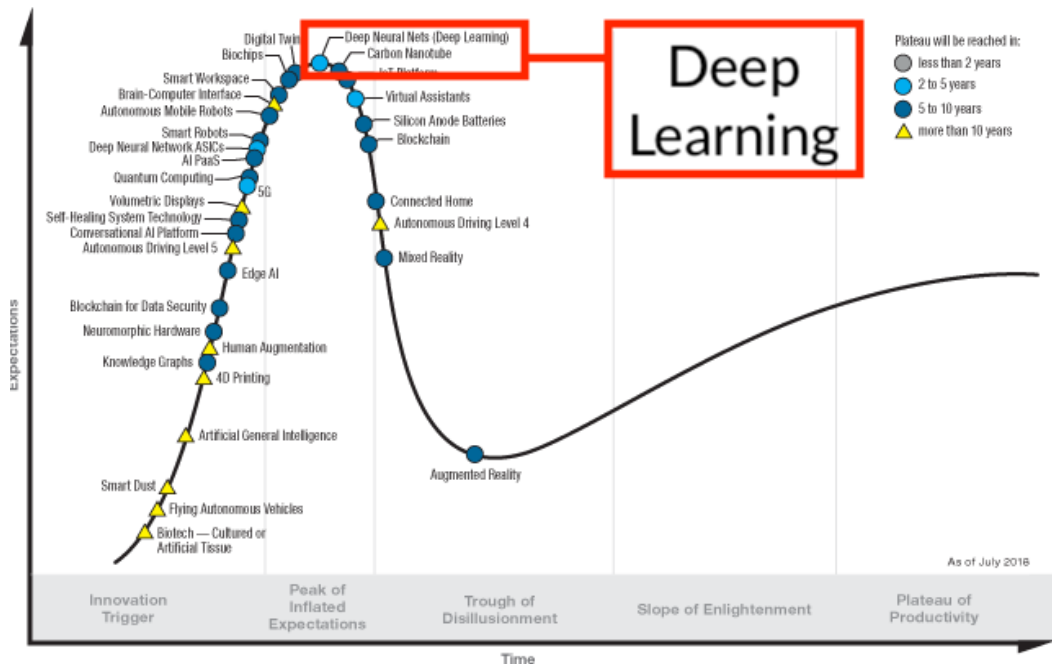 Digital Twin
Biochips
Smart Workspace
Brain-Computer Interface
Autonomous Mobile Robots
Smart Robots
Deep Neural Network ASICs
AI PaaS
Quantum Computing
5G
Volumetric Displays
Self-Healing System Technology
Conversational AI Platform
Autonomous Driving Level 5
Edge AI
Blockchain for Data Security
Neuromorphic Hardware
Human Augmentation
Knowledge Graphs
4D Printing
Artificial General Intelligence
Smart Dust
Flying Autonomous Vehicles
Biotech — Cultured or
Artificial Tissue
Deep Neural Nets (Deep Learning)
Carbon Nanotube
IoT Platform
Virtual Assistants
Silicon Anode Batteries
Blockchain
Connected Home
Autonomous Driving Level 4
Mixed Reality
Augmented Reality
Deep
Learning
Plateau will be reached in:
less than 2 years
2 to 5 years
5 to 10 years
more than 10 years
As of July 2018
Expectations
Innovation
Trigger
Peak of
Inflated
Expectations
Trough of
Disillusionment
Slope of Enlightenment
Plateau of
Productivity
Time